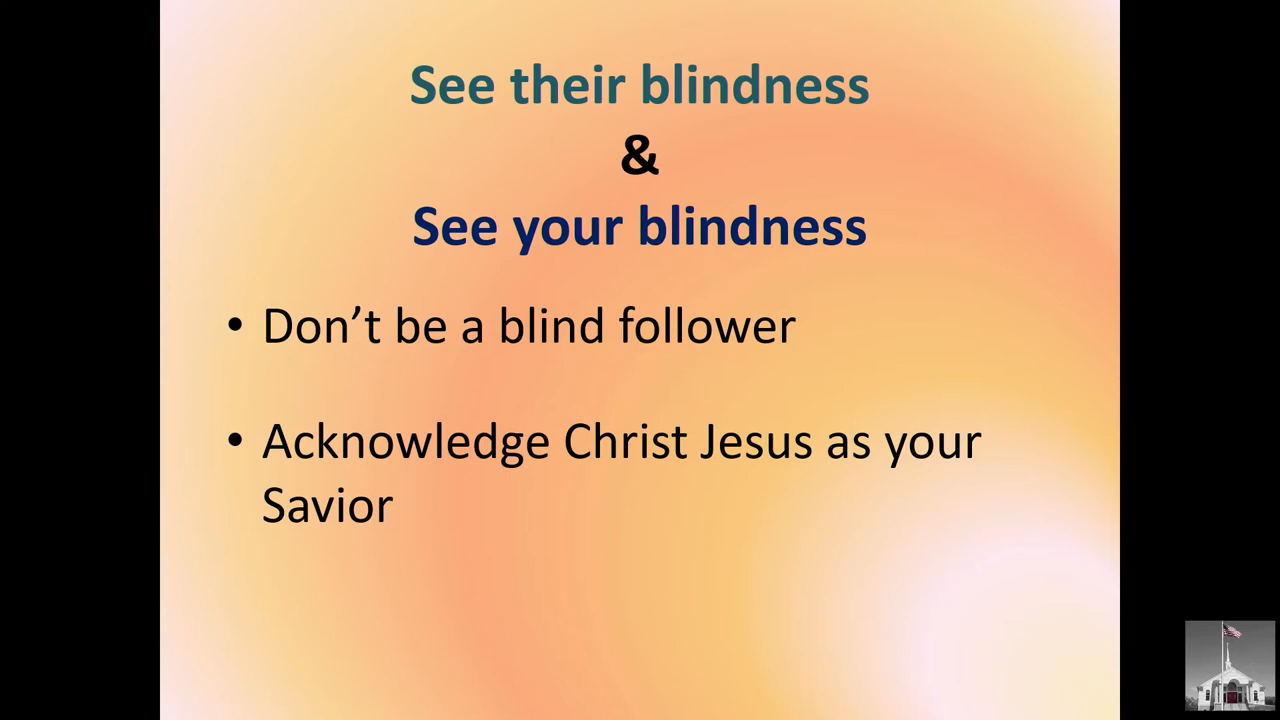 See their blindness
&
See your blindness
• Don’t be a blind follower
• Acknowledge Christ Jesus as your
Savior